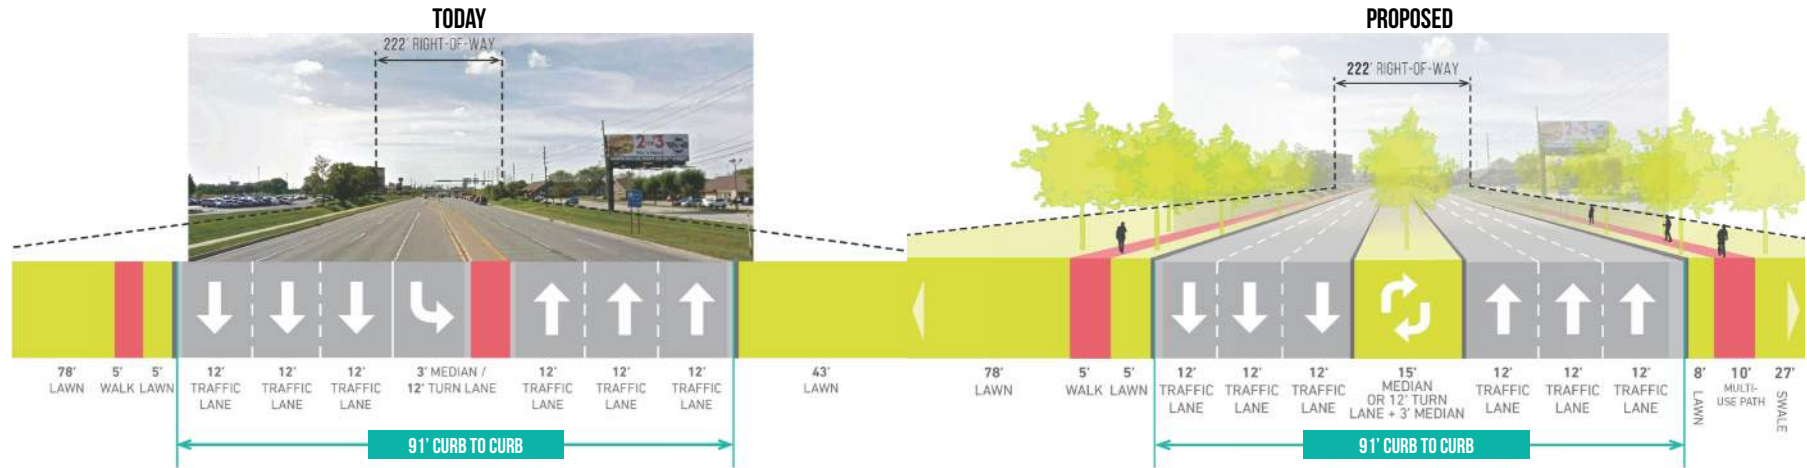 TODAY
222' RIGHT-OF-WAY
2 3
78'
LAWN
5'
WALK
5'
LAWN
12'
TRAFFIC
LANE
12'
TRAFFIC
LANE
12'
TRAFFIC
LANE
3' MEDIAN /
12' TURN LANE
12'
TRAFFIC
LANE
12'
TRAFFIC
LANE
12'
TRAFFIC
LANE
43'
LAWN
91' CURB TO CURB
PROPOSED
222' RIGHT-OF-WAY
2 3
78'
LAWN
5'
WALK
5'
LAWN
12'
TRAFFIC
LANE
12'
TRAFFIC
LANE
12'
TRAFFIC
LANE
15'
MEDIAN
OR 12' TURN
LANE + 3' MEDIAN
12'
TRAFFIC
LANE
12'
TRAFFIC
LANE
12'
TRAFFIC
LANE
8'
LAWN
10'
MULTI-
USE PATH
27'
SWALE
91' CURB TO CURB